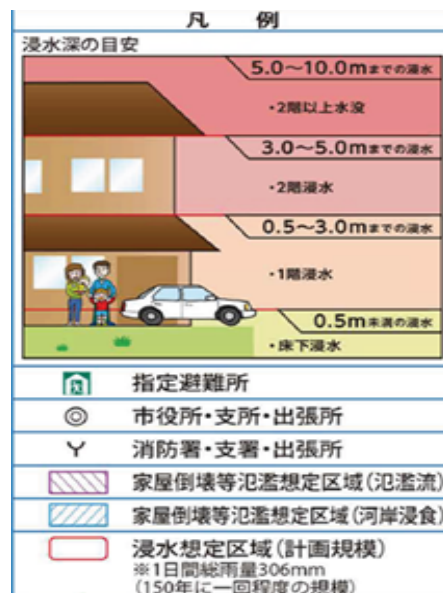 凡 例
浸水深の目安
5.0～10.0mまでの浸水
・2階以上水没
3.0～5.0mまでの浸水
・2階浸水
0.5～3.0mまでの浸水
・1階浸水
0.5m未満の浸水
・床下浸水
指定避難所
市役所・支所・出張所
消防署・支署・出張所
家屋倒壊等氾濫想定区域(氾濫流)
家屋倒壊等氾濫想定区域(河岸浸食)
浸水想定区域(計画規模)
※1日間総雨量306mm
(150年に一回程度の規模)